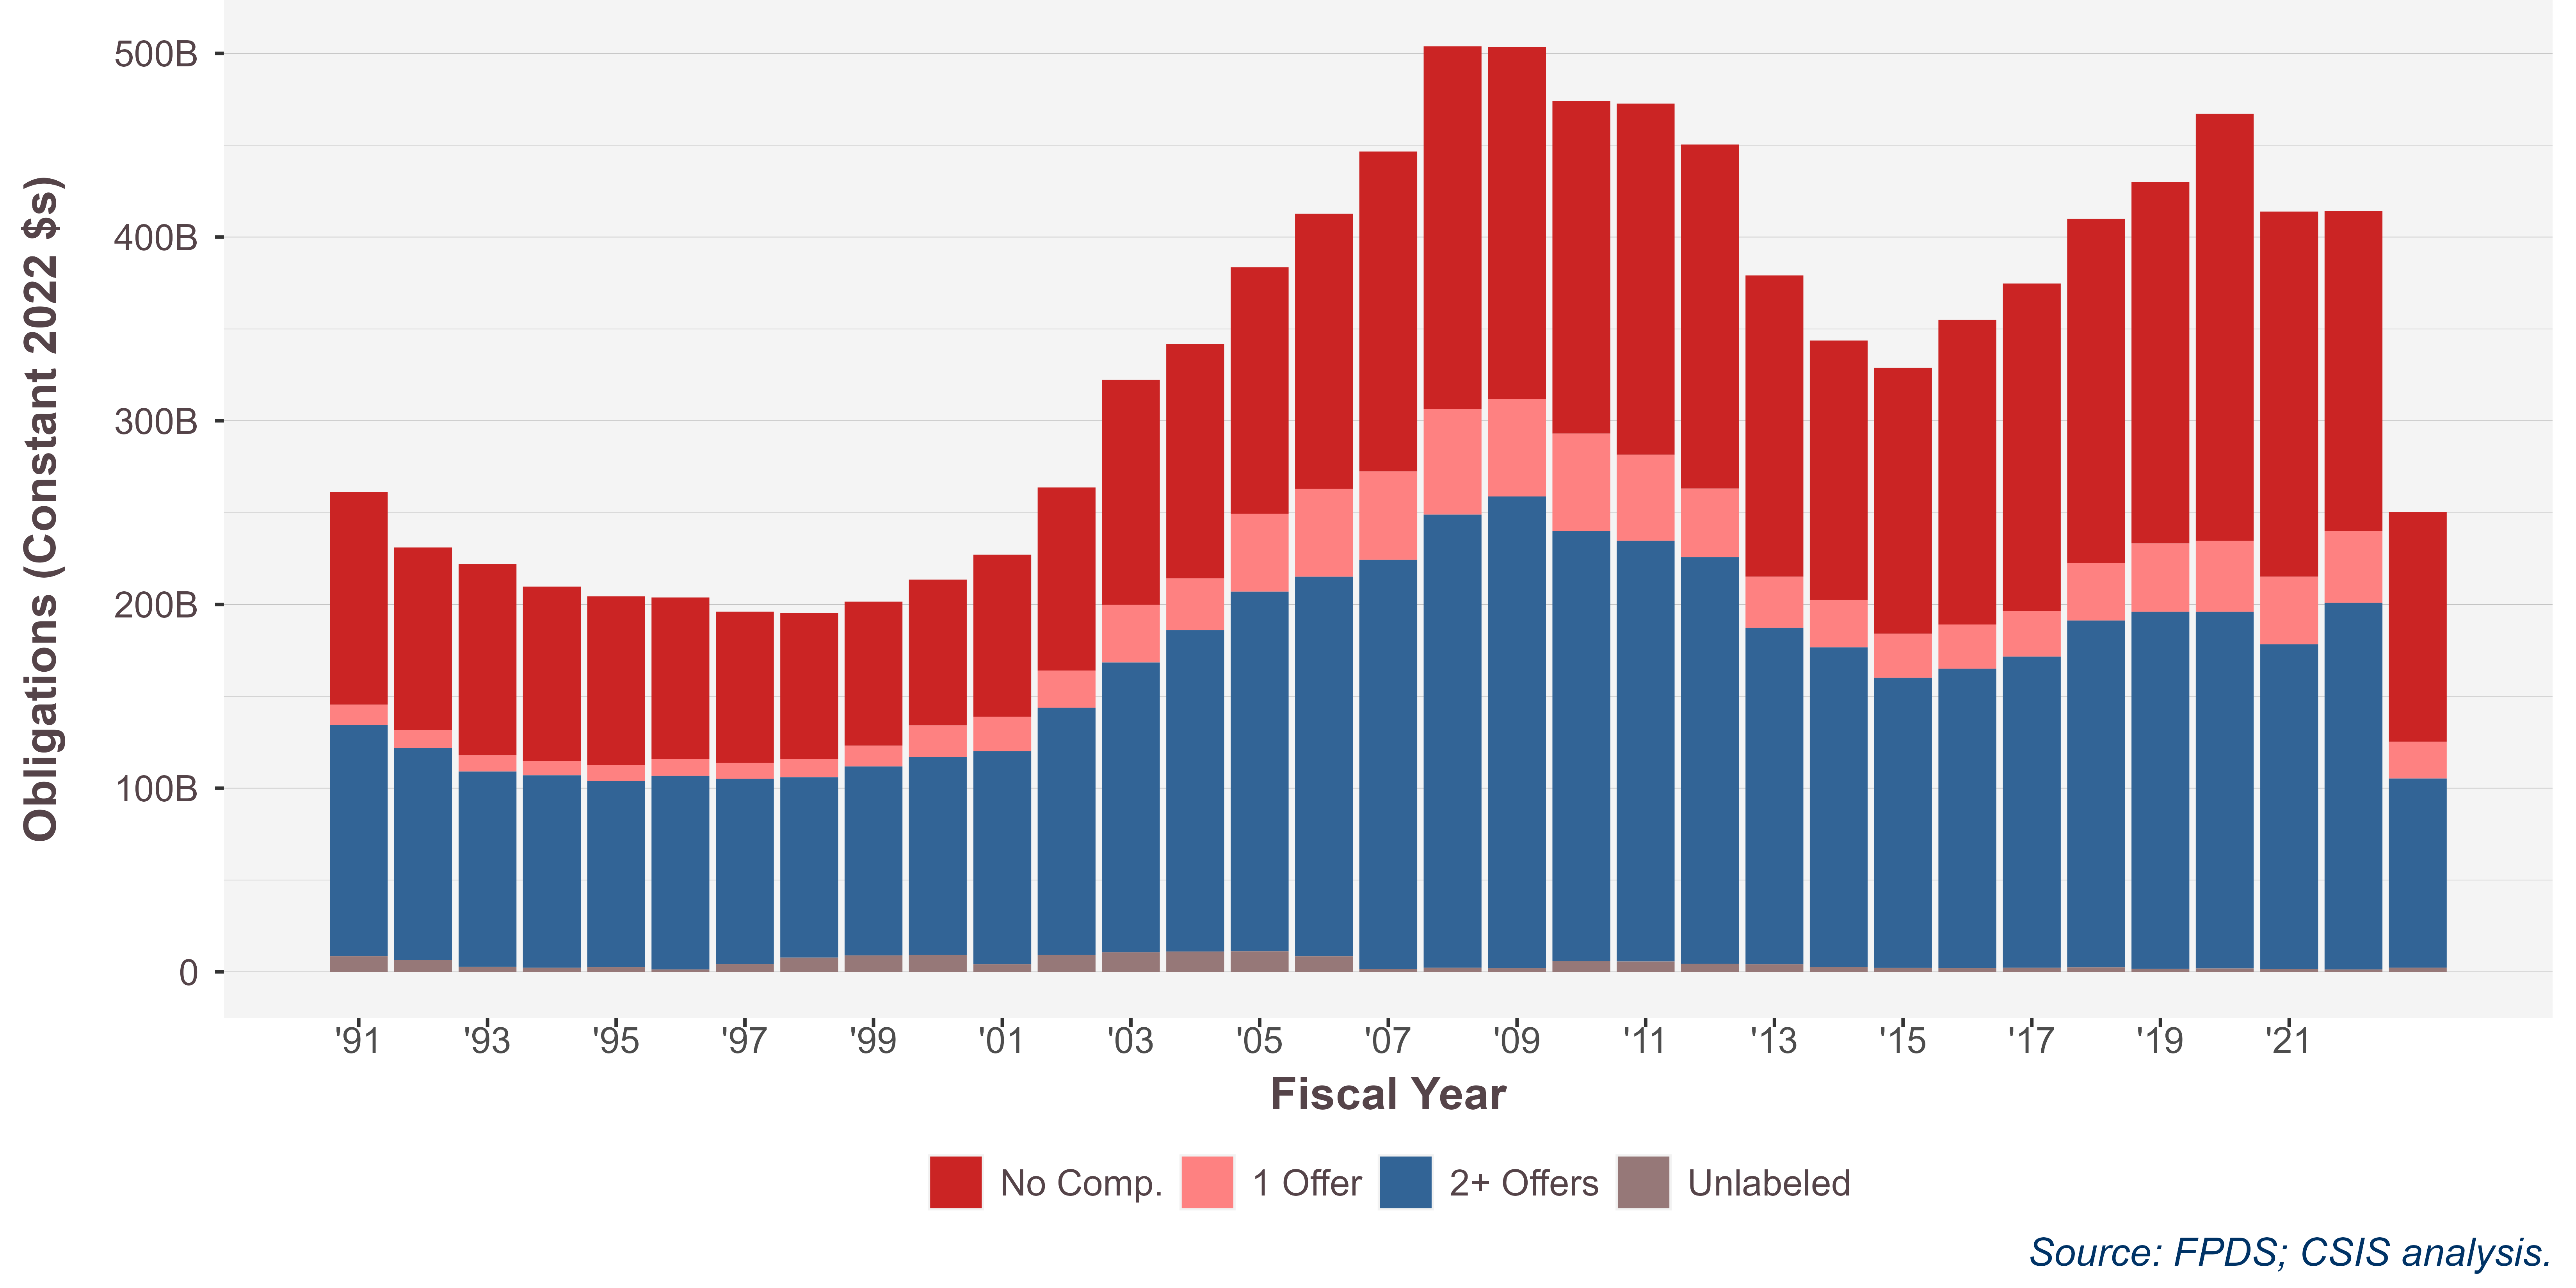 Obligations (Constant 2022 $s)
500B
400B
300B
200B
100B
0
'91 '93 '95 '97 '99 '01 '03 '05 '07 '09 '11 '13 '15 '17 '19 '21
Fiscal Year
No Comp. 1 Offer 2+ Offers Unlabeled
Source: FPDS; CSIS analysis.